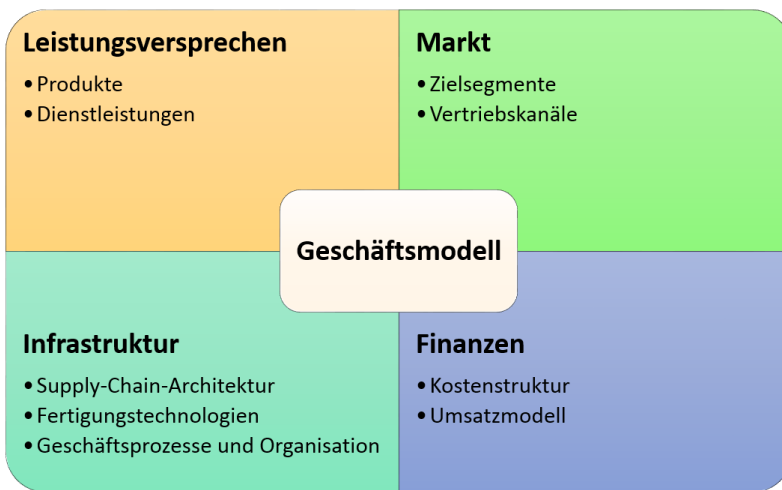 Leistungsversprechen
• Produkte
• Dienstleistungen
Markt
• Zielsegmente
• Vertriebskanäle
Geschäftsmodell
Infrastruktur
• Supply-Chain-Architektur
• Fertigungstechnologien
• Geschäftsprozesse und Organisation
Finanzen
• Kostenstruktur
• Umsatzmodell